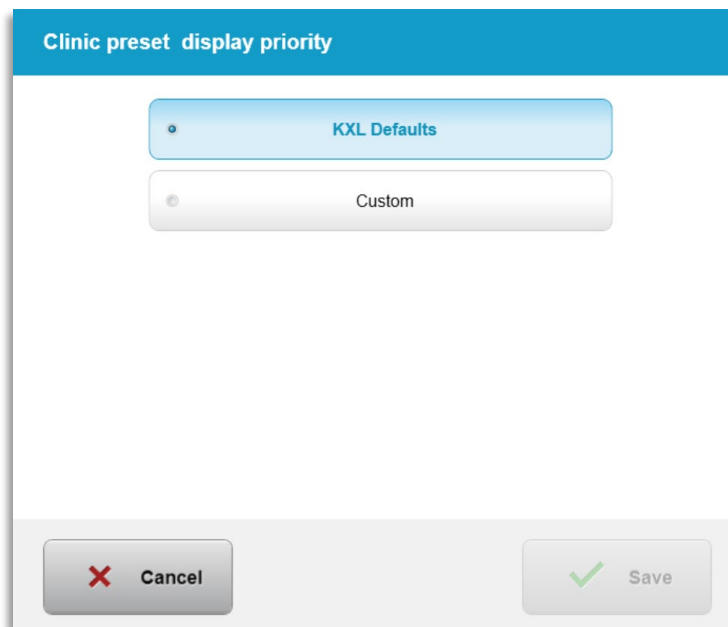 Clinic preset display priority
KXL Defaults
Custom
Cancel
Save